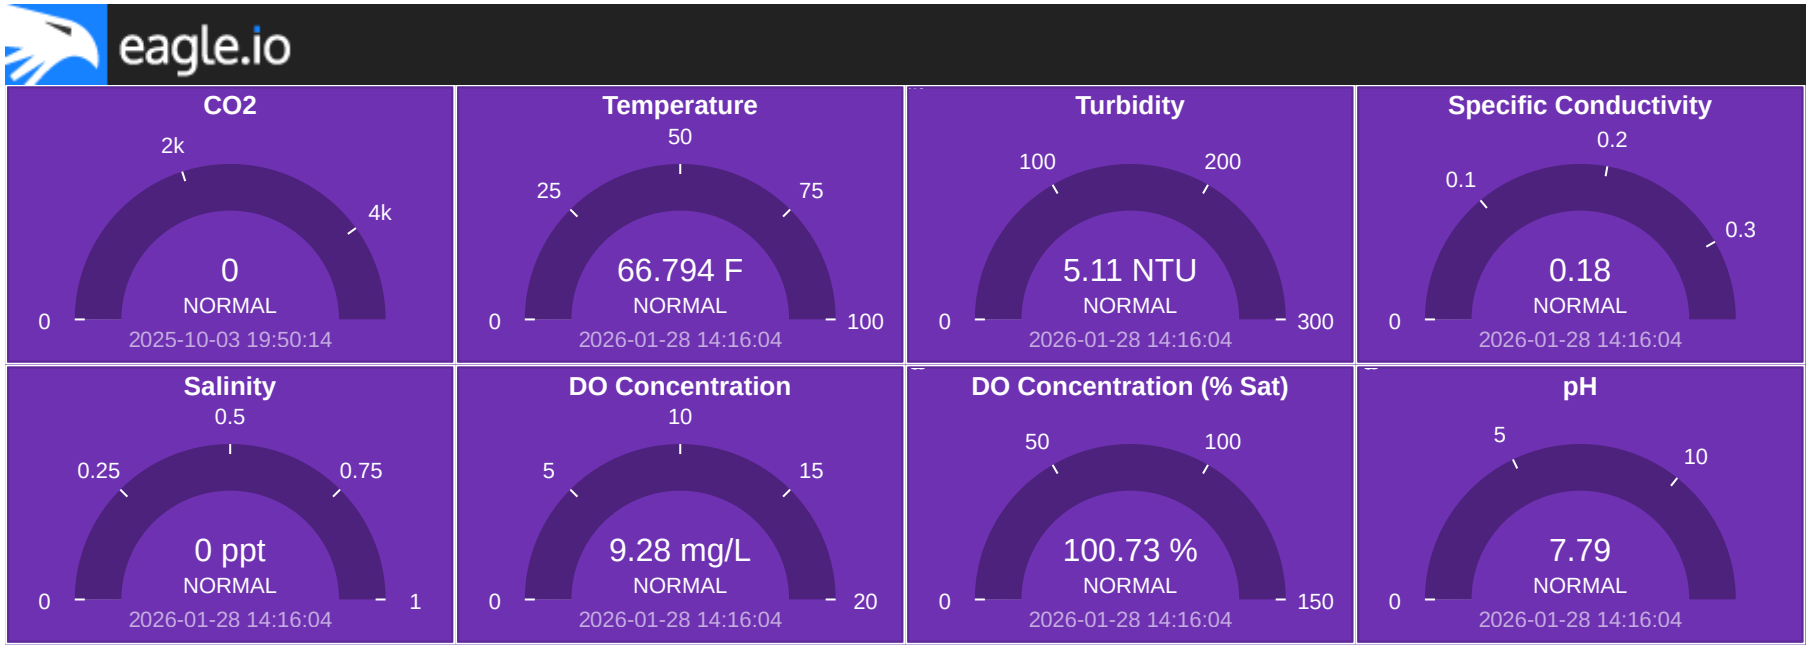 eagle.io
CO2
2k
4k
0
0
NORMAL
2025-10-03 19:50:14
Temperature
50
25
75
66.794 F
NORMAL
0
100
2026-01-28 14:16:04
Turbidity
100
200
5.11 NTU
NORMAL
0
300
2026-01-28 14:16:04
Specific Conductivity
0.2
0.1
0.3
0.18
NORMAL
0
2026-01-28 14:16:04
Salinity
0.5
0.25
0.75
0 ppt
NORMAL
0
1
2026-01-28 14:16:04
DO Concentration
10
5
15
9.28 mg/L
NORMAL
0
20
2026-01-28 14:16:04
DO Concentration (% Sat)
50
100
100.73 %
NORMAL
0
150
2026-01-28 14:16:04
pH
5
10
7.79
NORMAL
0
2026-01-28 14:16:04